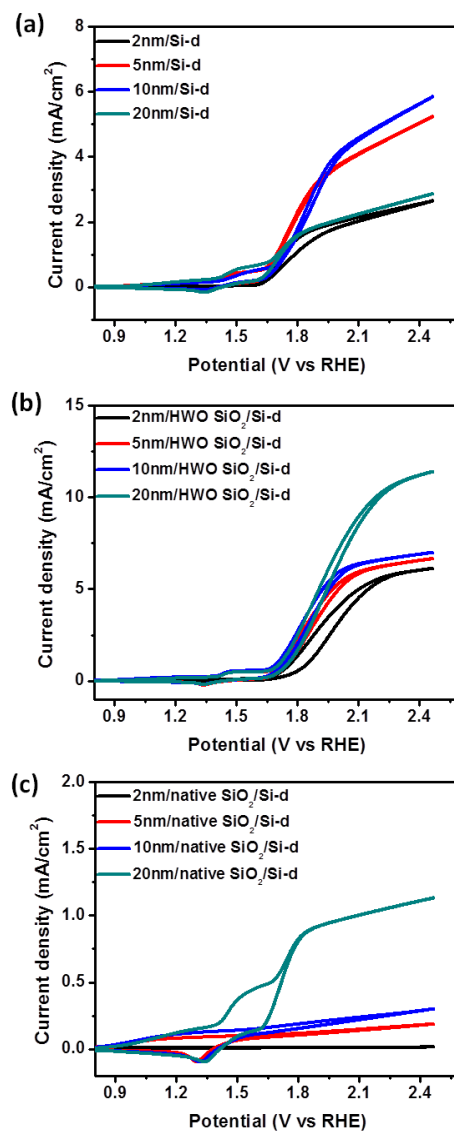 (a)
2nm/Si-d
5nm/Si-d
10nm/Si-d
20nm/Si-d
Current density (mA/cm²)
8
6
4
2
0
0.9 1.2 1.5 1.8 2.1 2.4
Potential (V vs RHE)
(b)
2nm/HWO SiO₂/Si-d
5nm/HWO SiO₂/Si-d
10nm/HWO SiO₂/Si-d
20nm/HWO SiO₂/Si-d
Current density (mA/cm²)
15
10
5
0
0.9 1.2 1.5 1.8 2.1 2.4
Potential (V vs RHE)
(c)
2nm/native SiO₂/Si-d
5nm/native SiO₂/Si-d
10nm/native SiO₂/Si-d
20nm/native SiO₂/Si-d
Current density (mA/cm²)
2.0
1.5
1.0
0.5
0.0
0.9 1.2 1.5 1.8 2.1 2.4
Potential (V vs RHE)